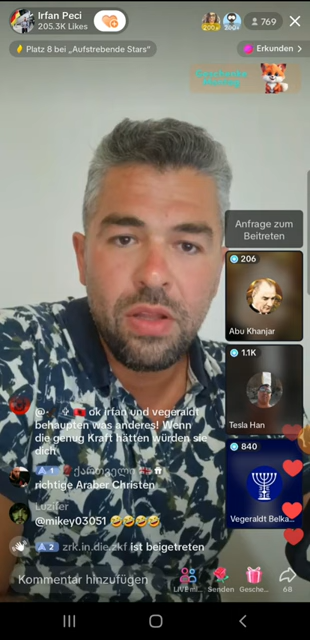 Irfan Peci
205.3K Likes
769
Platz 8 bei „Aufstrebende Stars“
Erkunden
Anfrage zum
Beitreten
206
Abu Khanjar
1.1K
Tesla Han
840
Vegeraldt Belka...
ok irfan und vegeraldt
behaupten was anderes! Wenn
die genug Kraft hätten würden sie
dich
1
ქართველი
richtige Araber Christen
Luzifer
@mikey03051 🤣🤣🤣🤣
2 zrk.in.die.zkf ist beigetreten
Kommentar hinzufügen
LIVE mi...
Senden
Gesche...
68